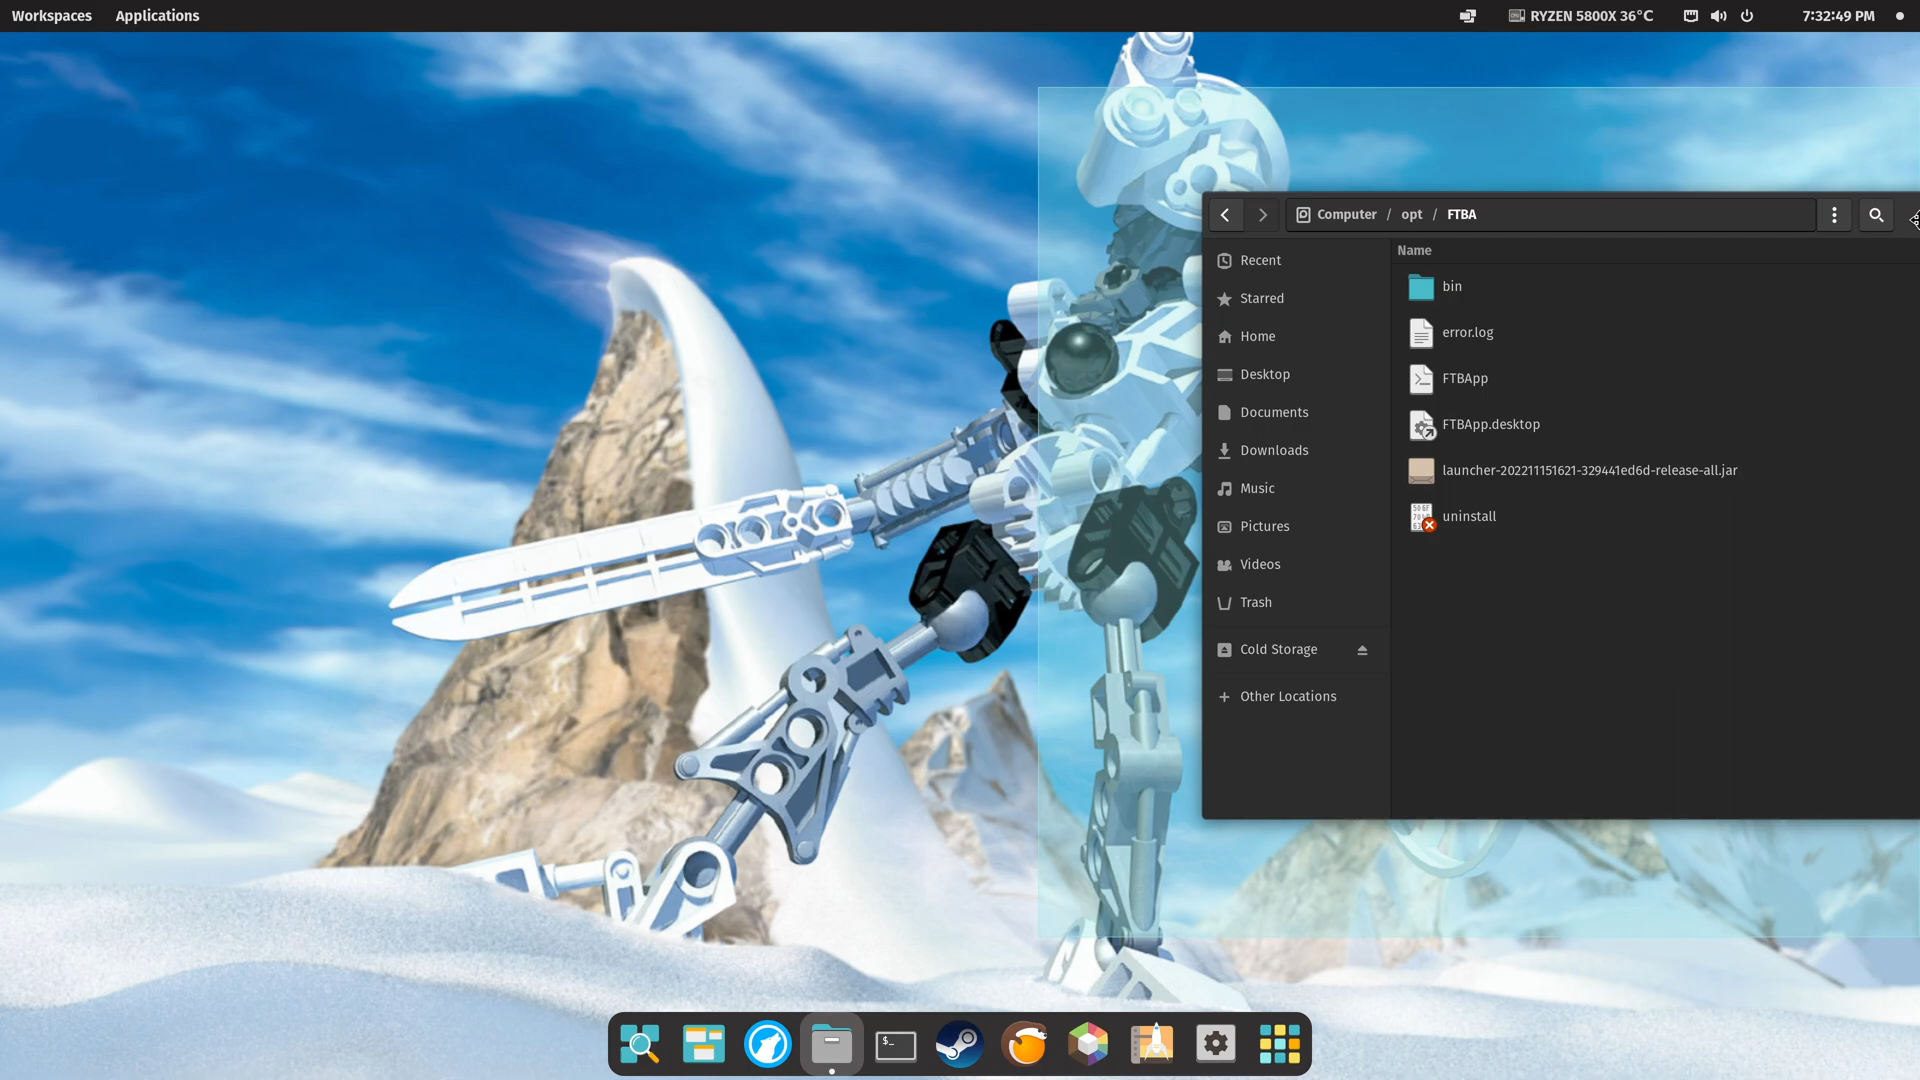 Workspaces Applications RYZEN 5800X 36°C 7:32:49 PM
Computer / opt / FTBA
Name
Recent
Starred
Home
Desktop
Documents
Downloads
Music
Pictures
Videos
Trash
Cold Storage
Other Locations
bin
error.log
FTBApp
FTBApp.desktop
launcher-202211151621-329441ed6d-release-all.jar
uninstall
$_